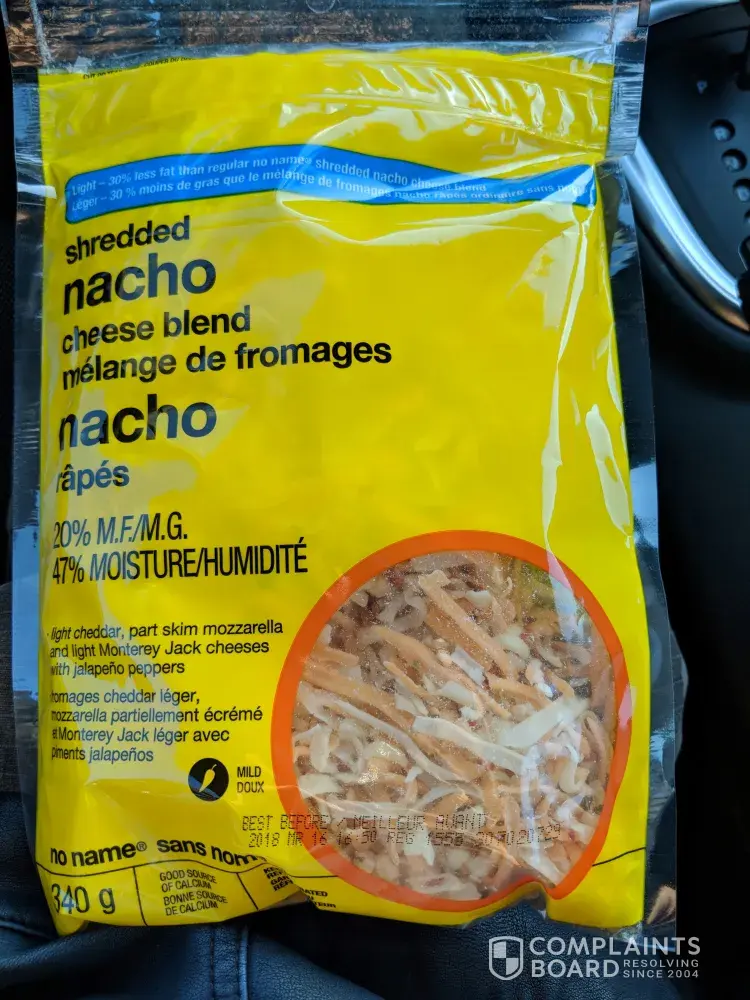 Light – 30% less fat than regular no name® shredded nacho cheese blend
Léger – 30 % moins de gras que le mélange de fromages nacho râpés ordinaire sans
shredded
nacho
cheese blend
mélange de fromages
nacho
râpés
20% M.F./M.G.
47% MOISTURE/HUMIDITÉ
light cheddar, part skim mozzarella
and light Monterey Jack cheeses
with jalapeño peppers
fromages cheddar léger,
mozzarella partiellement écrémé
et Monterey Jack léger avec
piments jalapeños
MILD
DOUX
BEST BEFORE / MEILLEUR AVANT
2018 MR 16 16:50 REG 1558
no name® sans nom
340 g
GOOD SOURCE
OF CALCIUM
BONNE SOURCE
DE CALCIUM
COMPLAINTS
BOARD RESOLVING
SINCE 2004